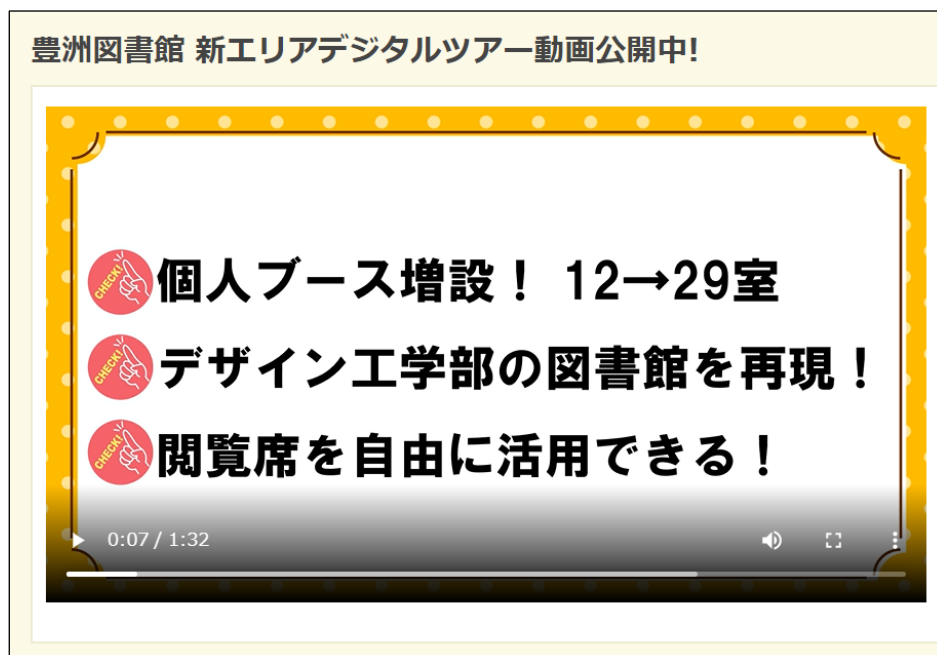 豊洲図書館 新エリアデジタルツアー動画公開中!
CHECK! 個人ブース増設！ 12→29室
CHECK! デザイン工学部の図書館を再現！
CHECK! 閲覧席を自由に活用できる！
0:07 / 1:32